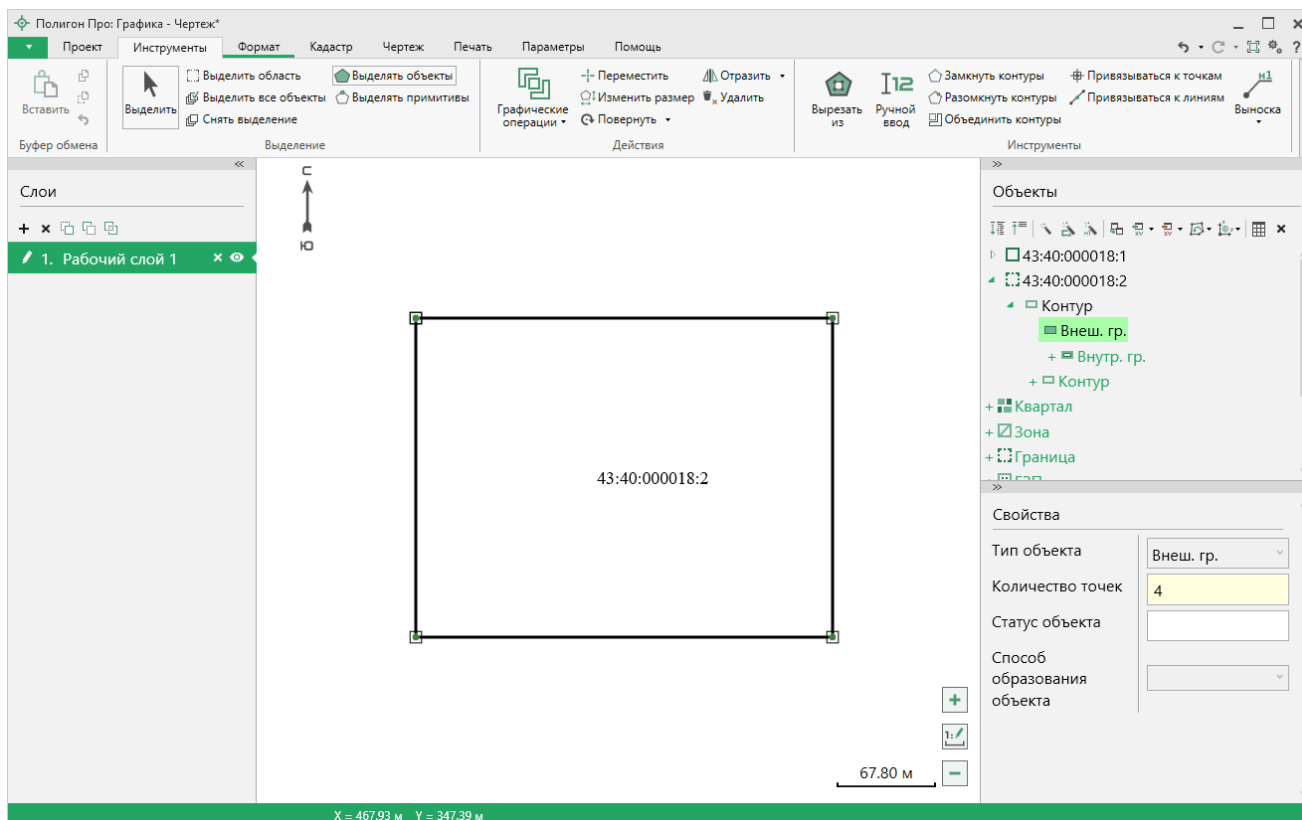 Полигон Про: Графика - Чертеж*
Проект Инструменты Формат Кадастр Чертеж Печать Параметры Помощь
Вставить
Буфер обмена
Выделить
Выделить область
Выделить все объекты
Снять выделение
Выделять объекты
Выделять примитивы
Выделение
Графические
операции
Переместить
Изменить размер
Повернуть
Отразить
Удалить
Действия
Вырезать
из
Ручной
ввод
Замкнуть контуры
Разомкнуть контуры
Объединить контуры
Привязываться к точкам
Привязываться к линиям
Выноска
Инструменты
Слои
1. Рабочий слой 1
С
Ю
43:40:000018:2
67.80 м
Объекты
43:40:000018:1
43:40:000018:2
Контур
Внеш. гр.
+ Внутр. гр.
+ Контур
+ Квартал
+ Зона
+ Граница
Свойства
Тип объекта Внеш. гр.
Количество точек 4
Статус объекта
Способ
образования
объекта
X = 467.93 м Y = 347.39 м